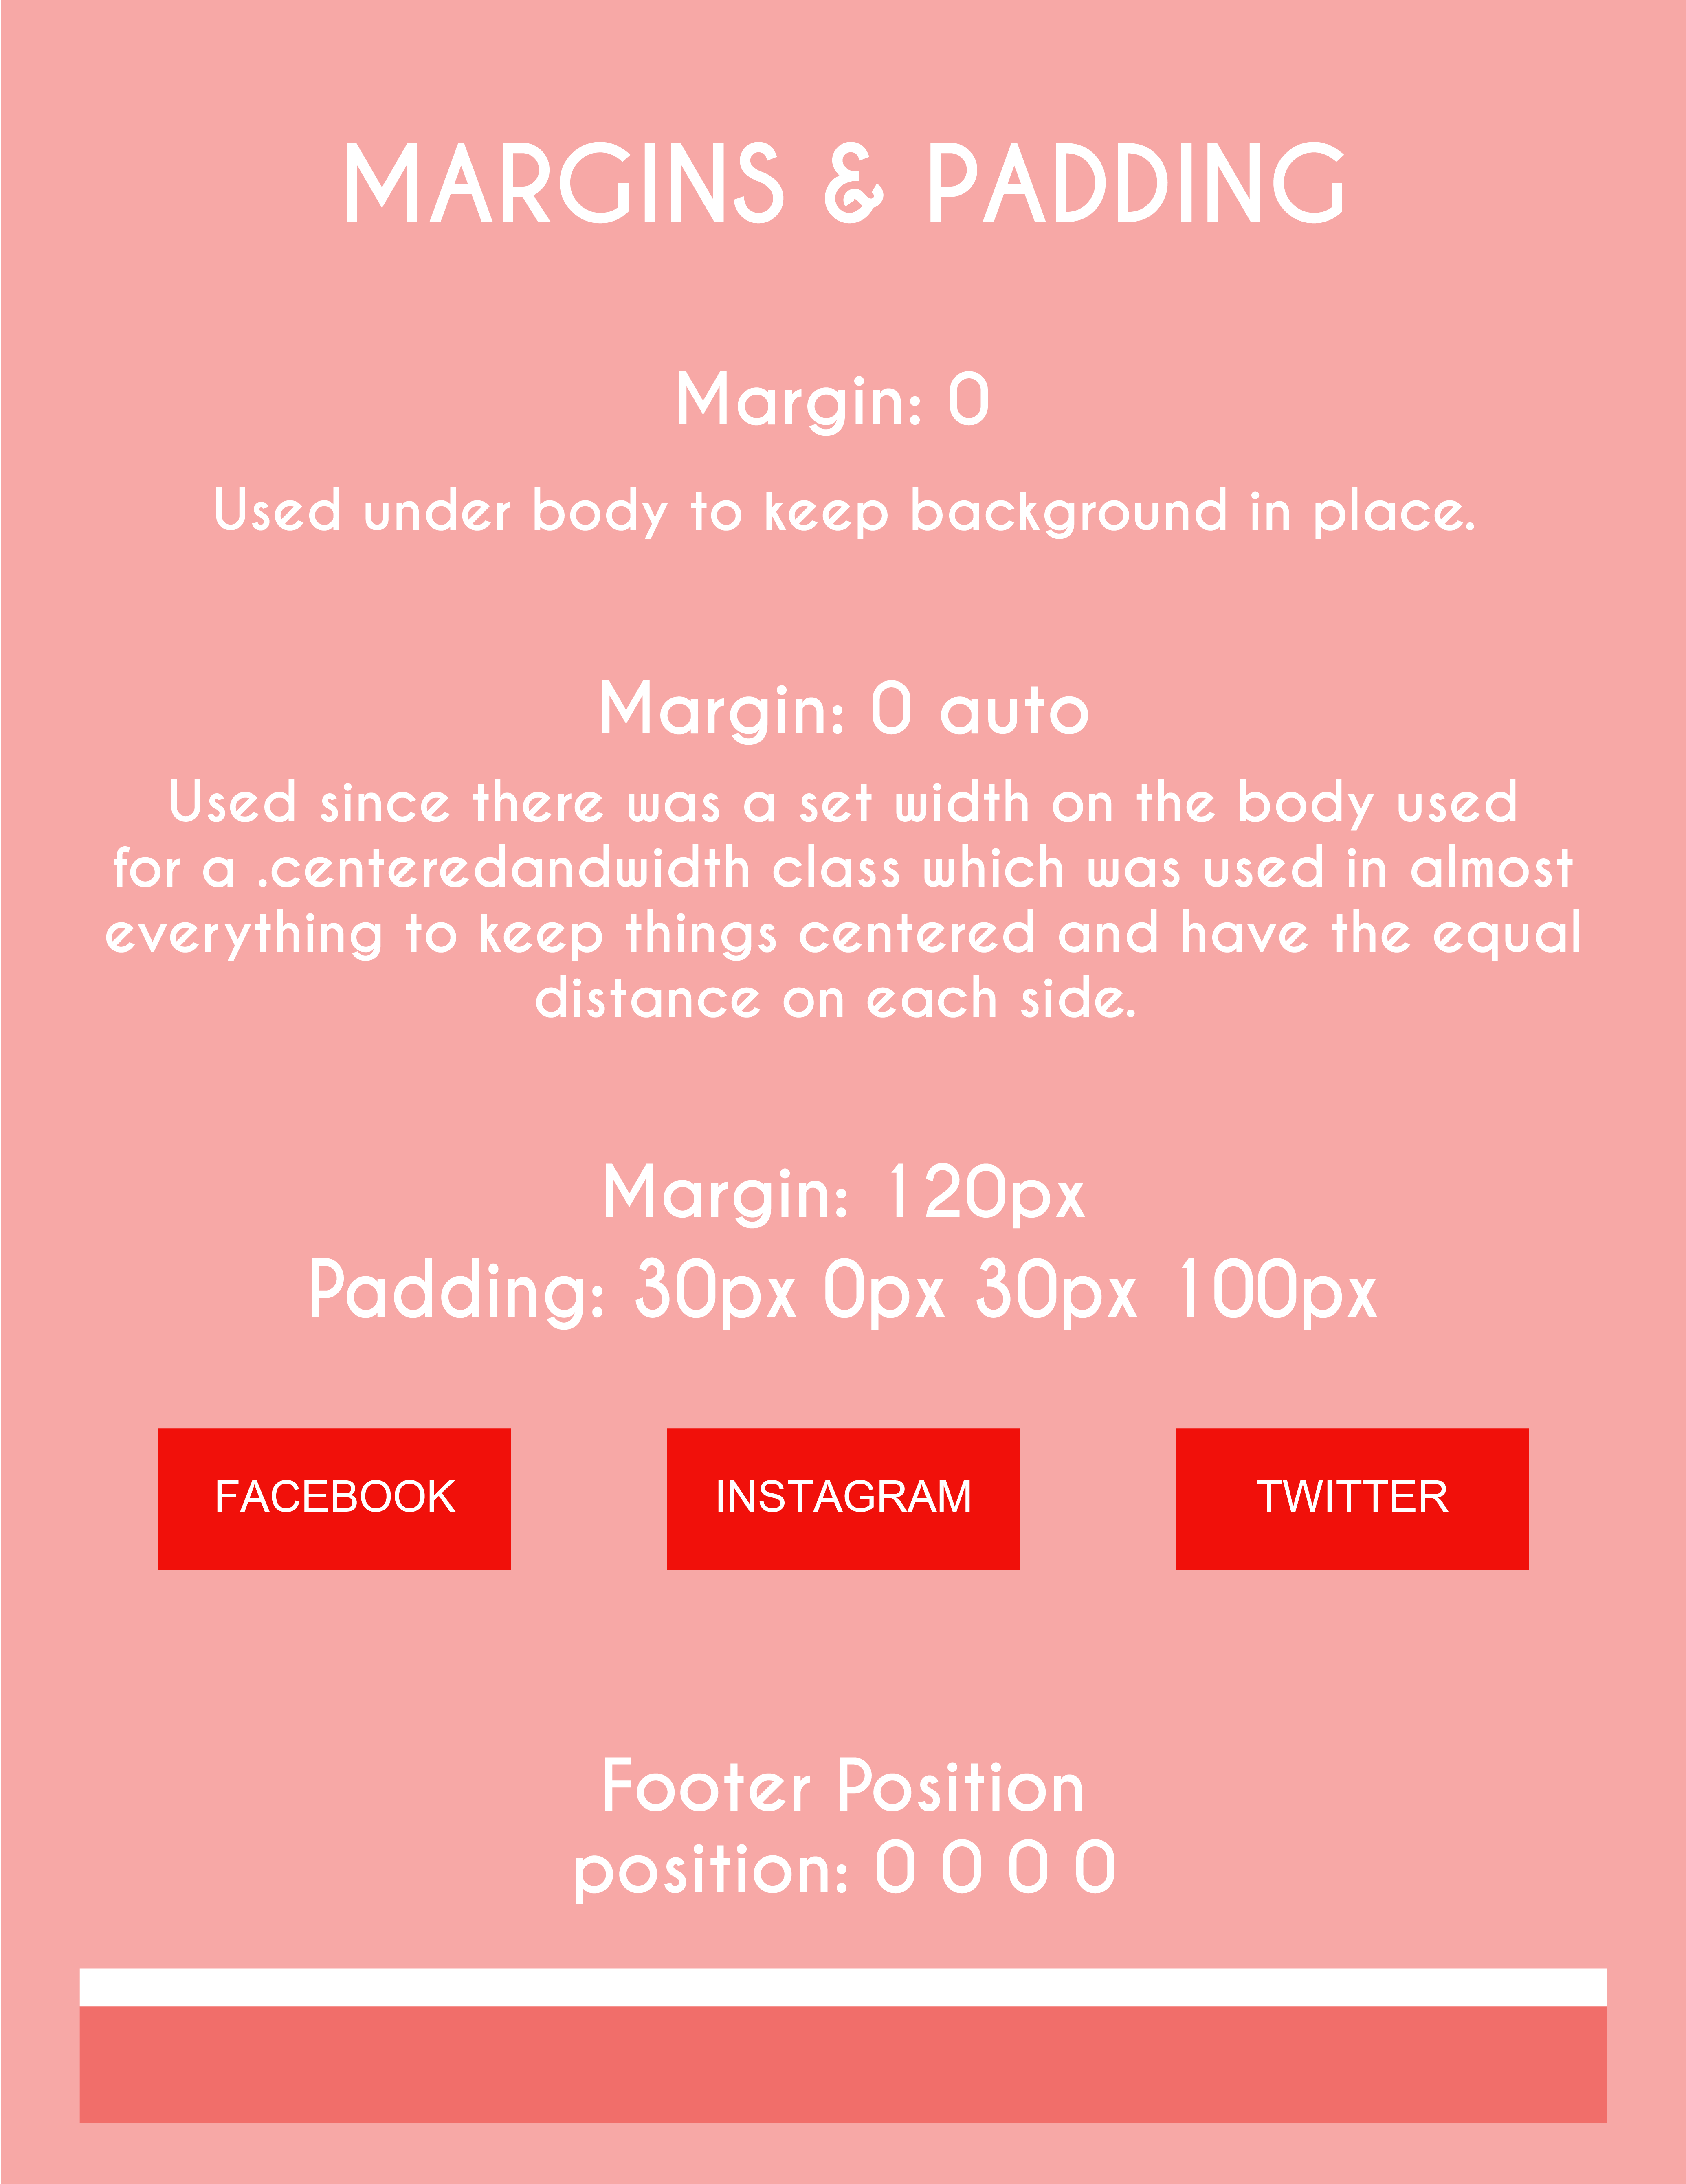 MARGINS & PADDING
Margin: 0
Used under body to keep background in place.
Margin: 0 auto
Used since there was a set width on the body used
for a .centeredandwidth class which was used in almost
everything to keep things centered and have the equal
distance on each side.
Margin: 120px
Padding: 30px 0px 30px 100px
FACEBOOK INSTAGRAM TWITTER
Footer Position
position: 0 0 0 0